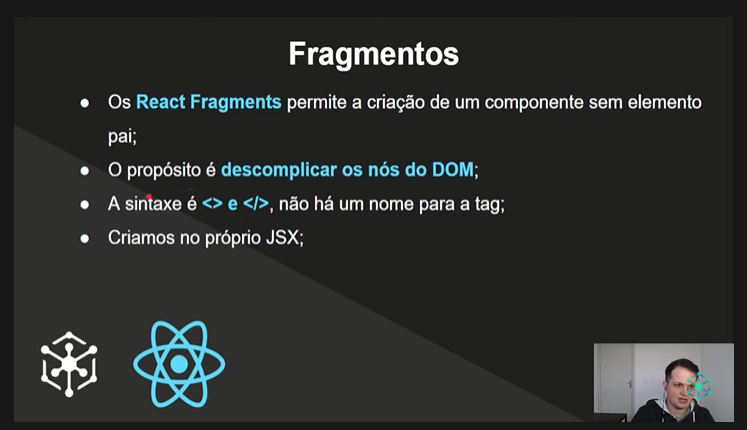 Fragmentos
● Os React Fragments permite a criação de um componente sem elemento
pai;
● O propósito é descomplicar os nós do DOM;
● A sintaxe é <> e </>, não há um nome para a tag;
● Criamos no próprio JSX;